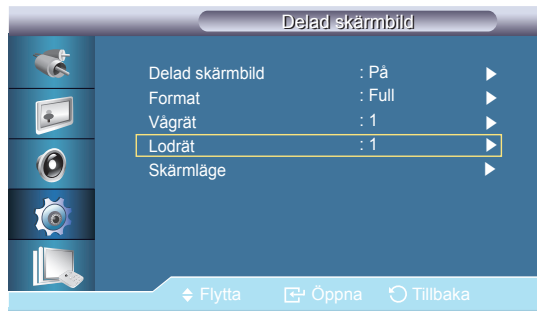 Delad skärmbild
Delad skärmbild : På
Format : Full
Vågrät : 1
Lodrät : 1
Skärmläge
Flytta Öppna Tillbaka